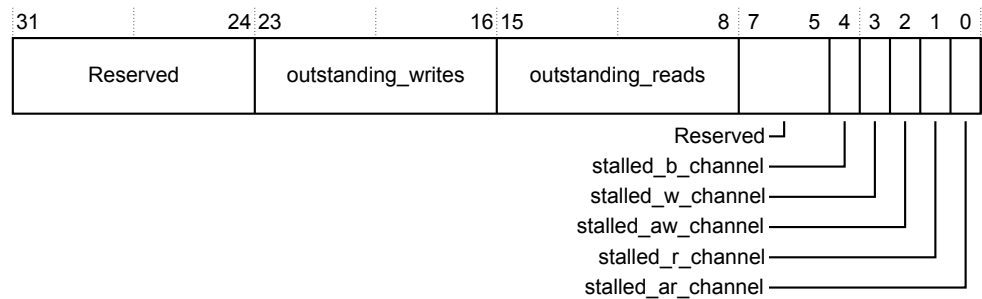 31 24 23 16 15 8 7 5 4 3 2 1 0
Reserved outstanding_writes outstanding_reads
Reserved
stalled_b_channel
stalled_w_channel
stalled_aw_channel
stalled_r_channel
stalled_ar_channel